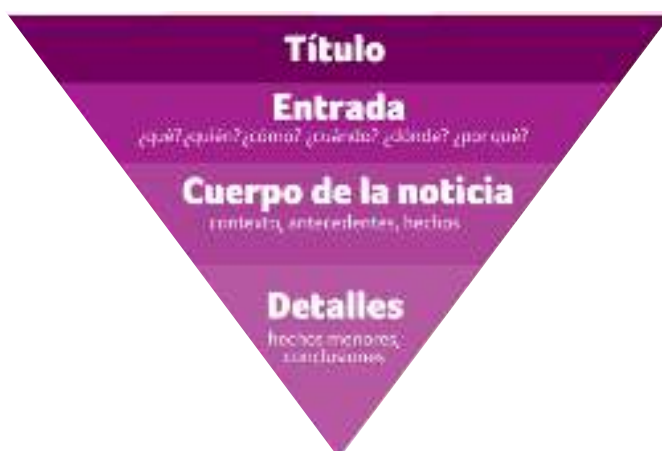 Título
Entrada
¿qué? ¿quién? ¿cómo? ¿cuándo? ¿dónde? ¿por qué?
Cuerpo de la noticia
contexto, antecedentes, hechos
Detalles
hechos menores,
conclusiones